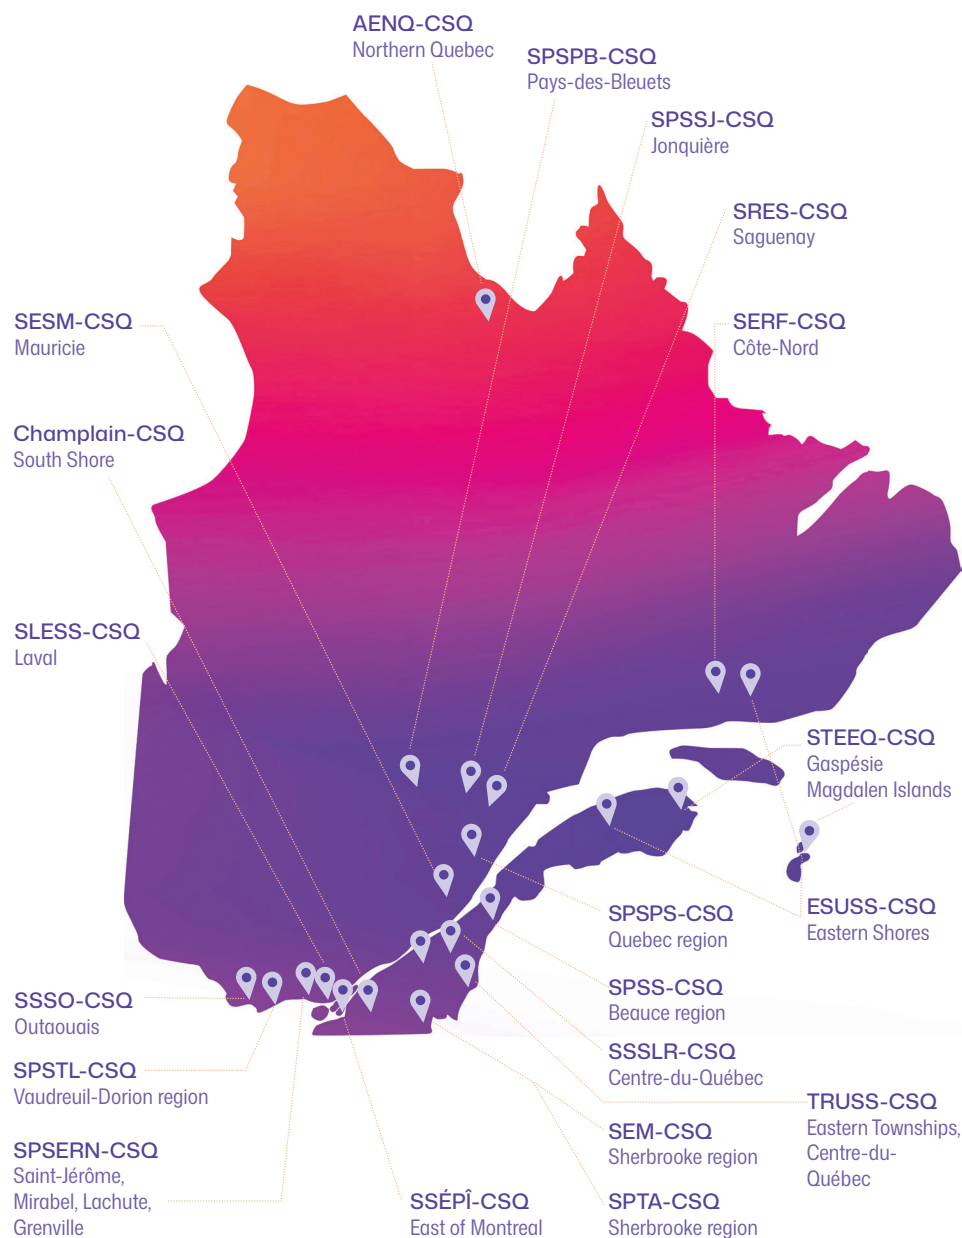 AENQ-CSQ
Northern Quebec
SPSPB-CSQ
Pays-des-Bleuets
SPSSJ-CSQ
Jonquière
SRES-CSQ
Saguenay
SESM-CSQ
Mauricie
SERF-CSQ
Côte-Nord
Champlain-CSQ
South Shore
SLESS-CSQ
Laval
STEEQ-CSQ
Gaspésie
Magdalen Islands
SPSPS-CSQ
Quebec region
ESUSS-CSQ
Eastern Shores
SPSS-CSQ
Beauce region
SSSO-CSQ
Outaouais
SSSLR-CSQ
Centre-du-Québec
SPSTL-CSQ
Vaudreuil-Dorion region
TRUSS-CSQ
Eastern Townships,
Centre-du-
Québec
SEM-CSQ
Sherbrooke region
SPSERN-CSQ
Saint-Jérôme,
Mirabel, Lachute,
Grenville
SSÉPÎ-CSQ
East of Montreal
SPTA-CSQ
Sherbrooke region